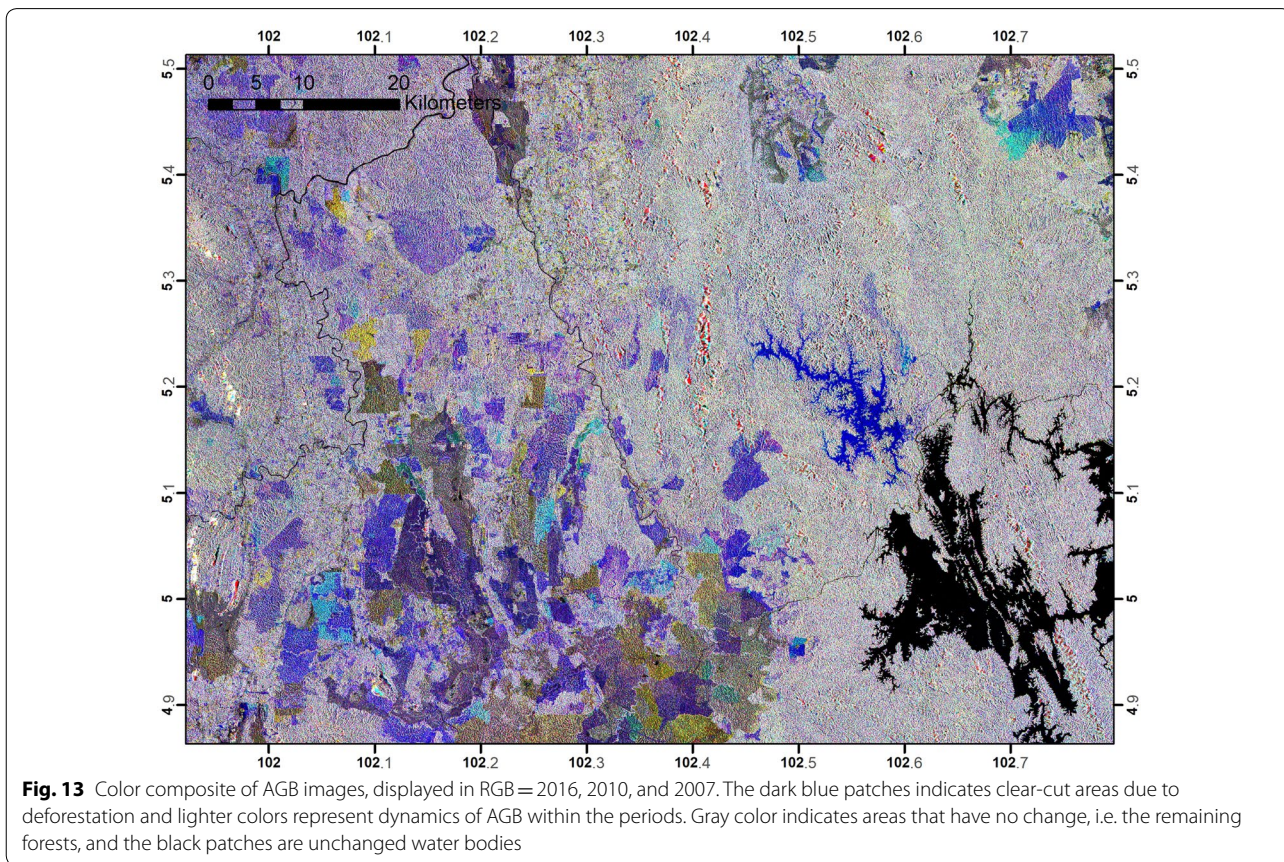 102 102.1 102.2 102.3 102.4 102.5 102.6 102.7
5.5 5.5
0 5 10 20
Kilometers
5.4 5.4
5.3 5.3
5.2 5.2
5.1 5.1
5 5
4.9 4.9
102 102.1 102.2 102.3 102.4 102.5 102.6 102.7
Fig. 13 Color composite of AGB images, displayed in RGB = 2016, 2010, and 2007. The dark blue patches indicates clear-cut areas due to
deforestation and lighter colors represent dynamics of AGB within the periods. Gray color indicates areas that have no change, i.e. the remaining
forests, and the black patches are unchanged water bodies